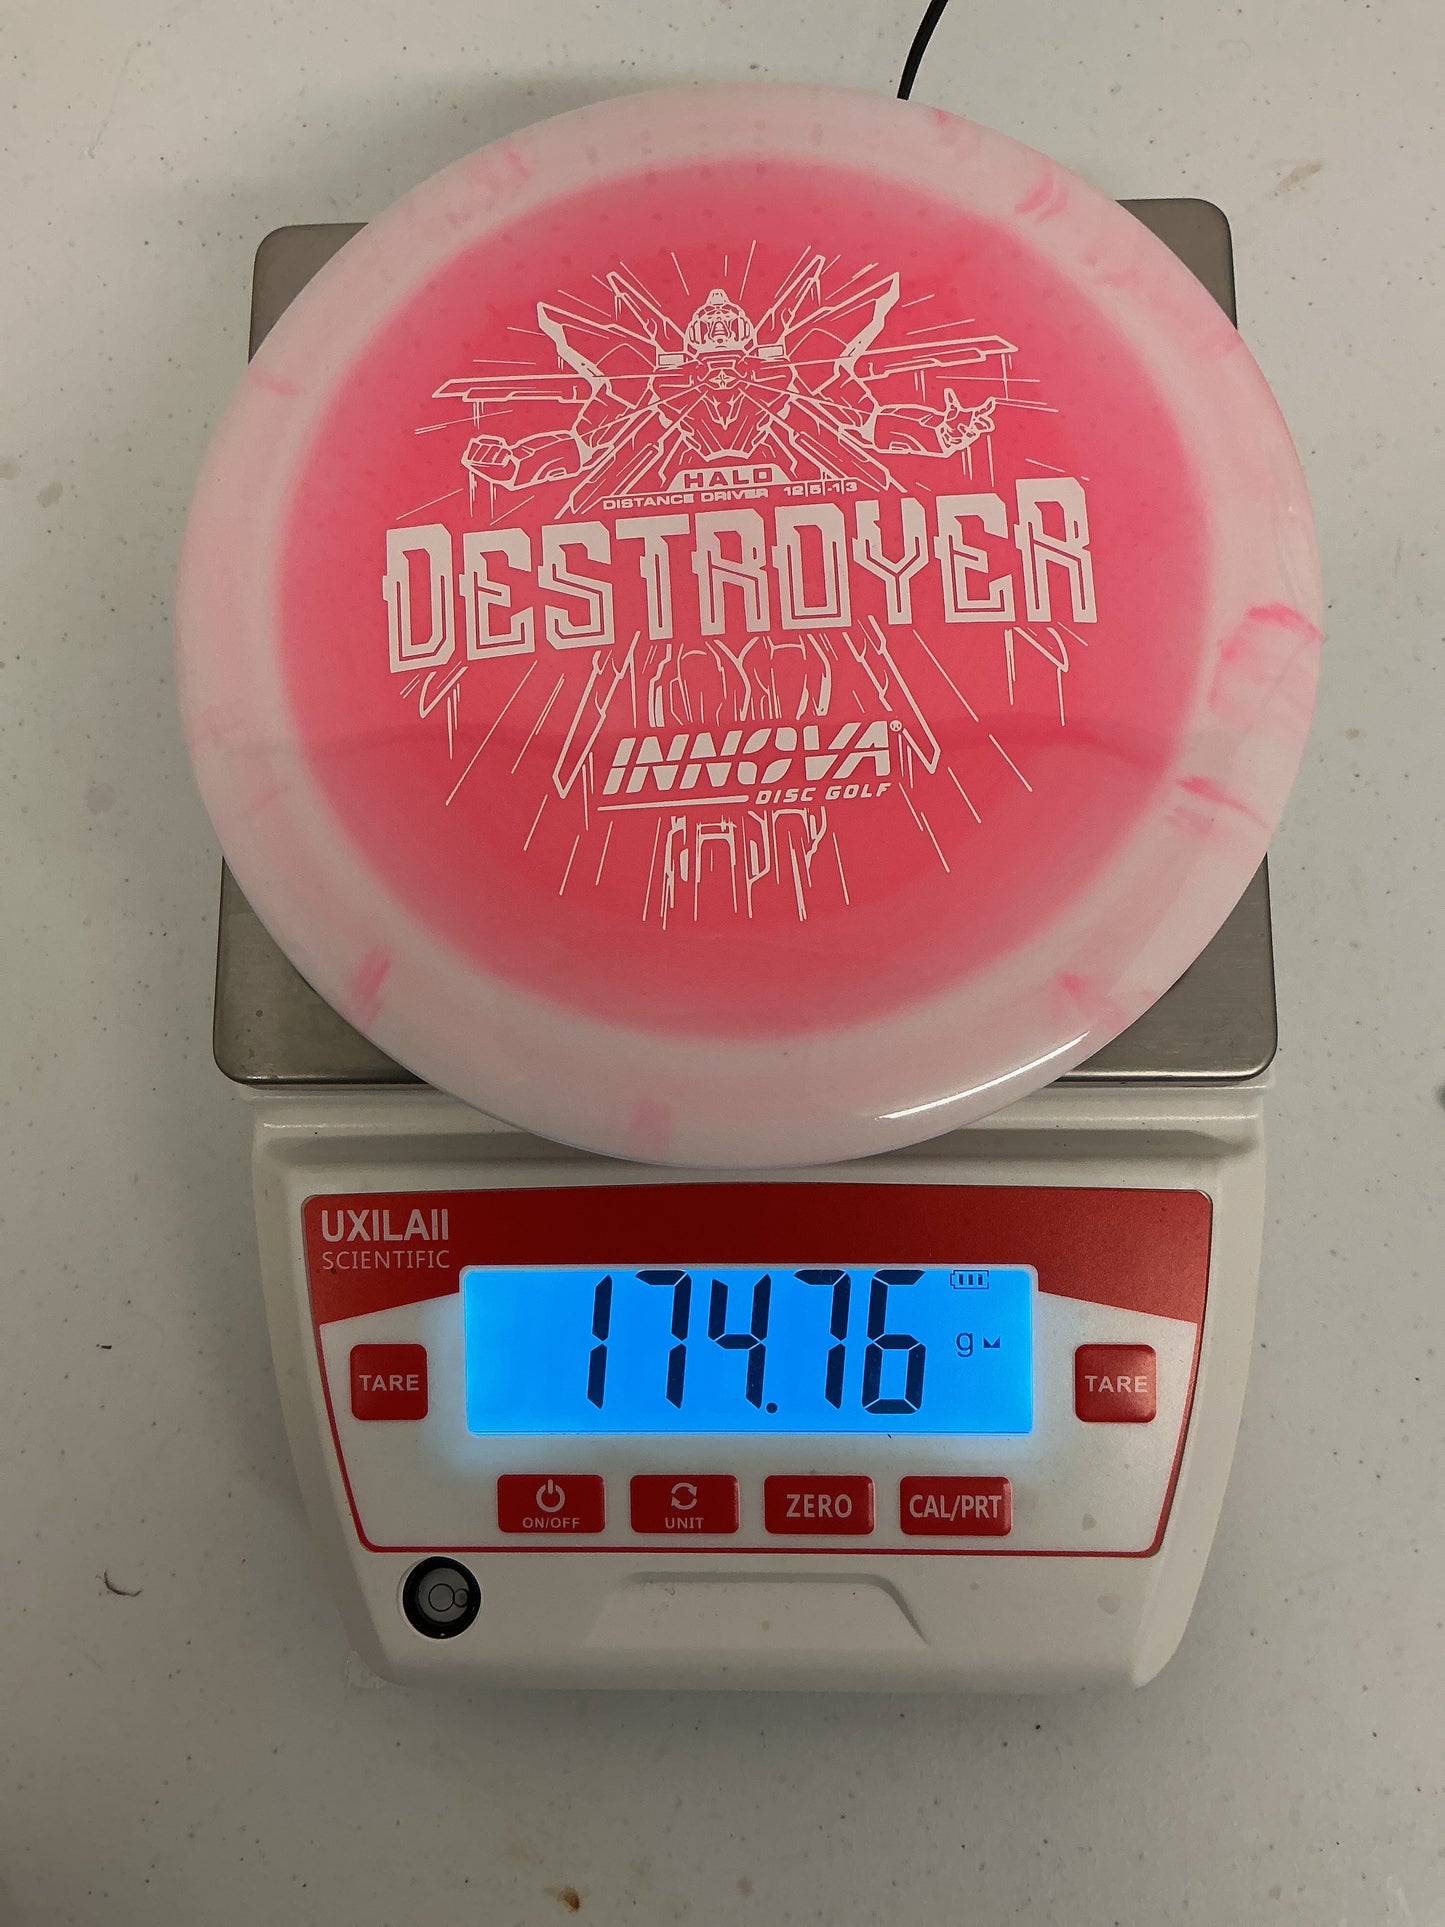 HALO
DISTANCE DRIVER 12|5|-1|3
DESTROYER
INNOVA®
DISC GOLF
UXILAII
SCIENTIFIC
174.76 g
TARE
TARE
ON/OFF
UNIT
ZERO
CAL/PRT